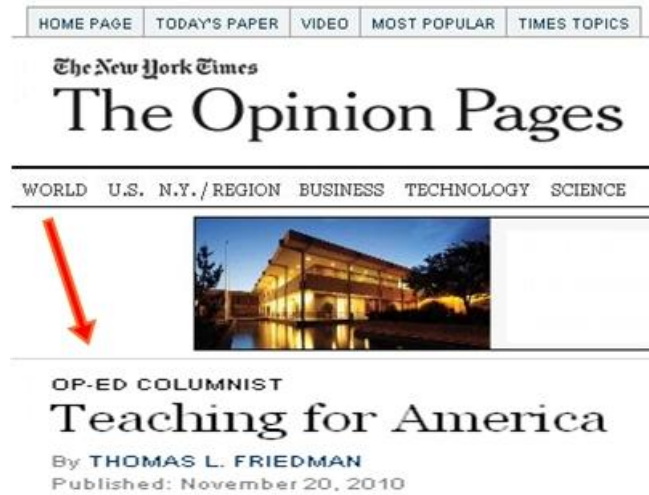 HOME PAGE TODAY'S PAPER VIDEO MOST POPULAR TIMES TOPICS
The New York Times
The Opinion Pages
WORLD U.S. N.Y./REGION BUSINESS TECHNOLOGY SCIENCE
OP-ED COLUMNIST
Teaching for America
By THOMAS L. FRIEDMAN
Published: November 20, 2010